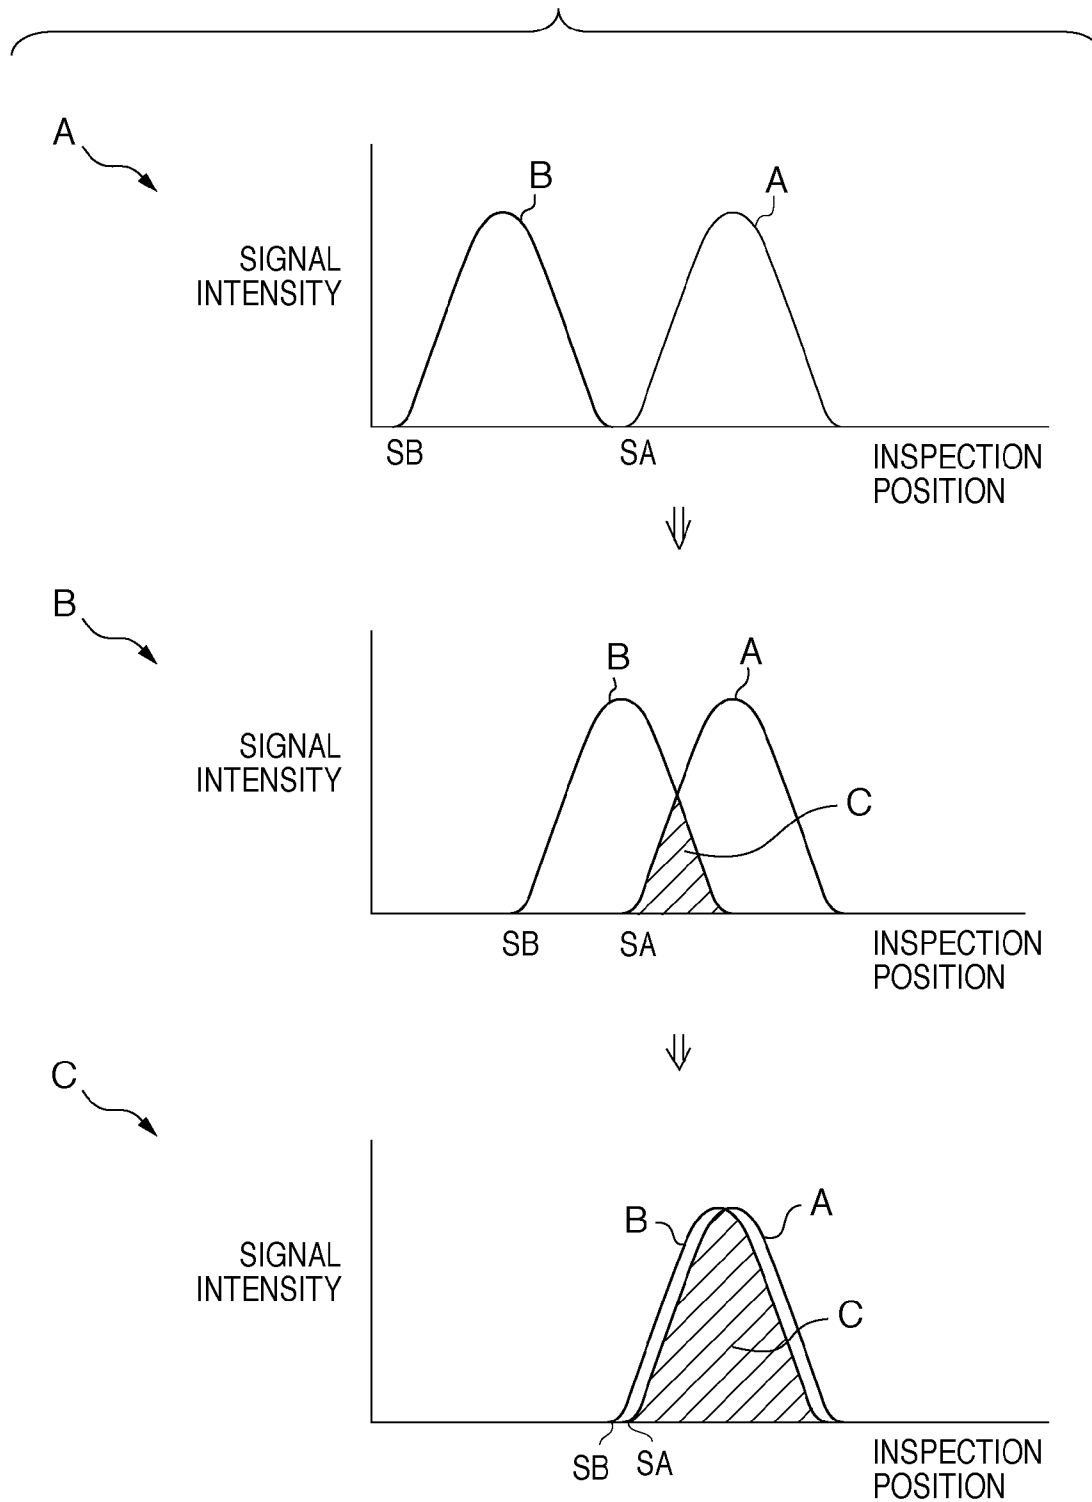 A
B
A
SIGNAL
INTENSITY
SB
SA
INSPECTION
POSITION
B
B
A
SIGNAL
INTENSITY
C
SB
SA
INSPECTION
POSITION
C
B
A
SIGNAL
INTENSITY
C
SB
SA
INSPECTION
POSITION